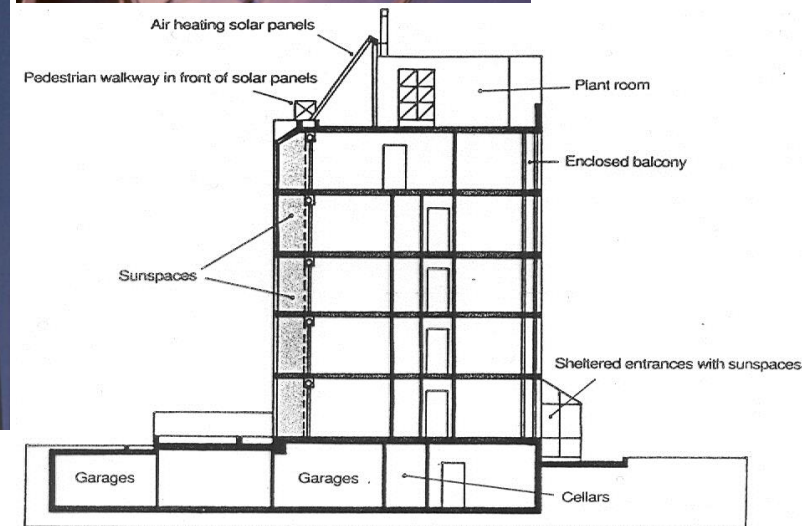 Air heating solar panels
Pedestrian walkway in front of solar panels
Plant room
Enclosed balcony
Sunspaces
Sheltered entrances with sunspaces
Garages
Garages
Cellars